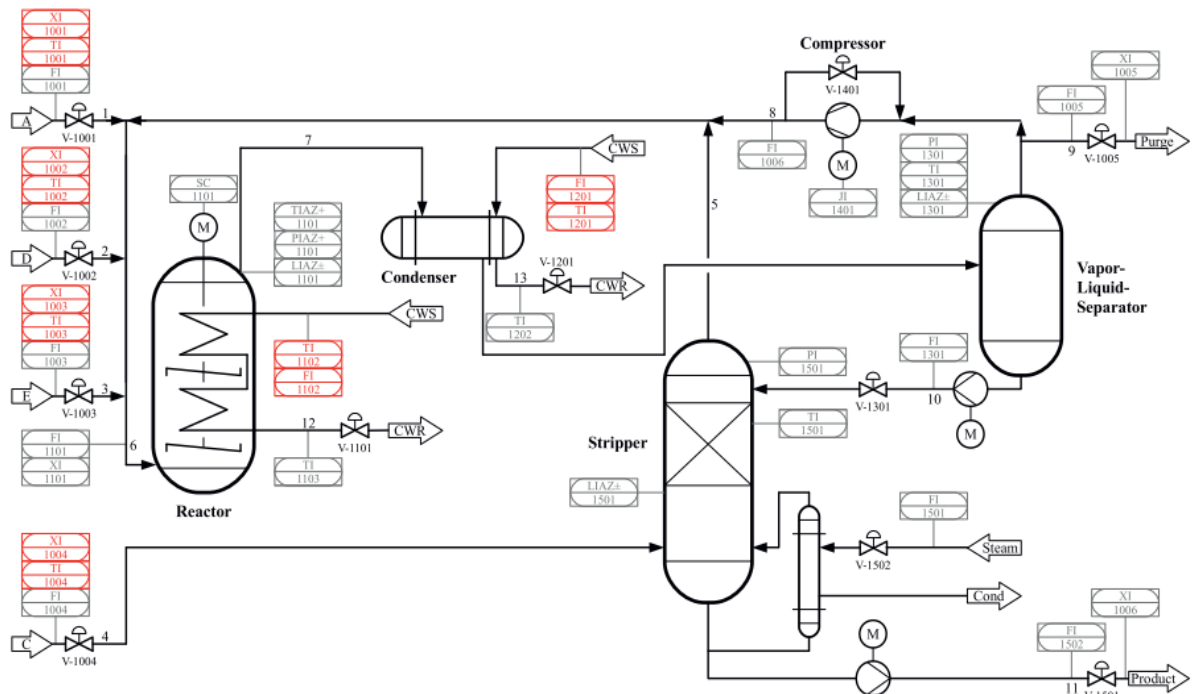 XI
1001
TI
1001
FI
1001
A
V-1001
1
XI
1002
TI
1002
FI
1002
D
V-1002
2
XI
1003
TI
1003
FI
1003
E
V-1003
3
FI
1101
XI
1101
6
XI
1004
TI
1004
FI
1004
C
V-1004
4
SC
1101
M
TIAZ+
1101
PIAZ+
1101
LIAZ±
1101
7
Reactor
CWS
TI
1102
FI
1102
12
V-1101
CWR
TI
1103
CWS
FI
1201
TI
1201
Condenser
13
V-1201
CWR
TI
1202
Compressor
V-1401
8
FI
1006
M
JI
1401
5
PI
1301
TI
1301
LIAZ±
1301
FI
1005
XI
1005
9
V-1005
Purge
Vapor-
Liquid-
Separator
FI
1301
10
V-1301
M
PI
1501
TI
1501
Stripper
LIAZ±
1501
FI
1501
V-1502
Steam
Cond
M
XI
1006
FI
1502
11
V-1501
Product